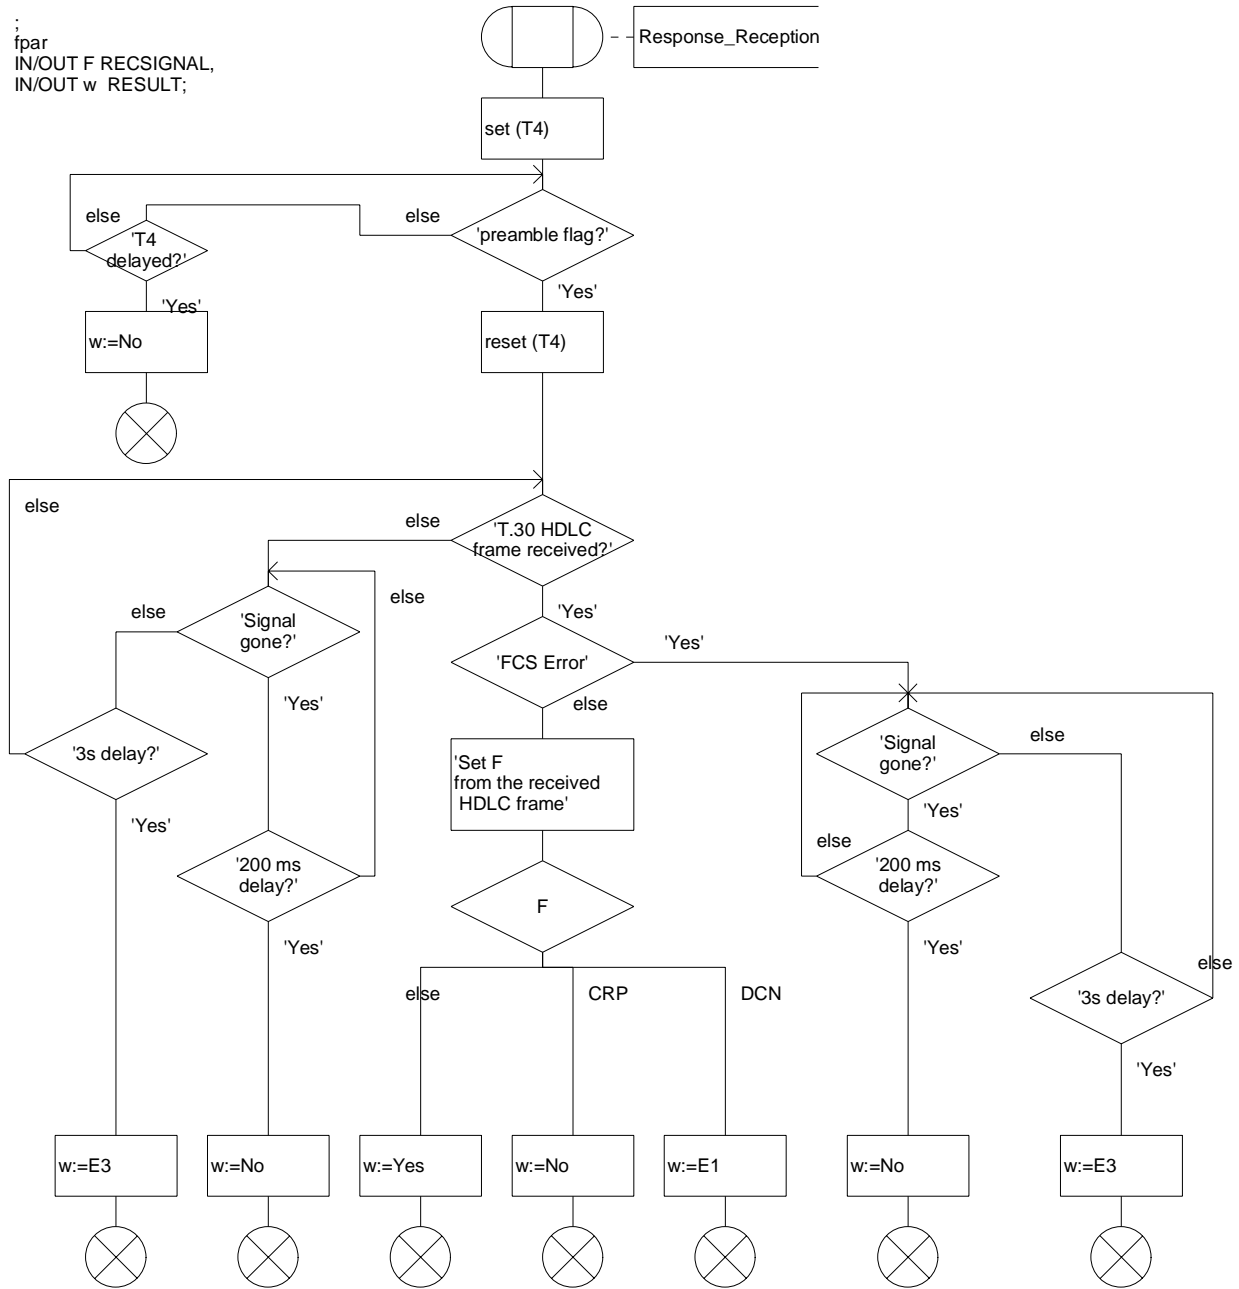 ;
fpar
IN/OUT F RECSIGNAL,
IN/OUT w RESULT;
Response_Reception
set (T4)
else
else
'T4
delayed?'
'preamble flag?'
'Yes'
'Yes'
w:=No
reset (T4)
else
else
'T.30 HDLC
frame received?'
else
else
'Yes'
'Signal
gone?'
'Yes'
'FCS Error'
'Yes'
else
else
'3s delay?'
'Signal
gone?'
'Set F
from the received
HDLC frame'
'Yes'
'Yes'
else
'200 ms
delay?'
'200 ms
delay?'
F
'Yes'
'Yes'
else
else
CRP
DCN
'3s delay?'
'Yes'
w:=E3
w:=No
w:=Yes
w:=No
w:=E1
w:=No
w:=E3